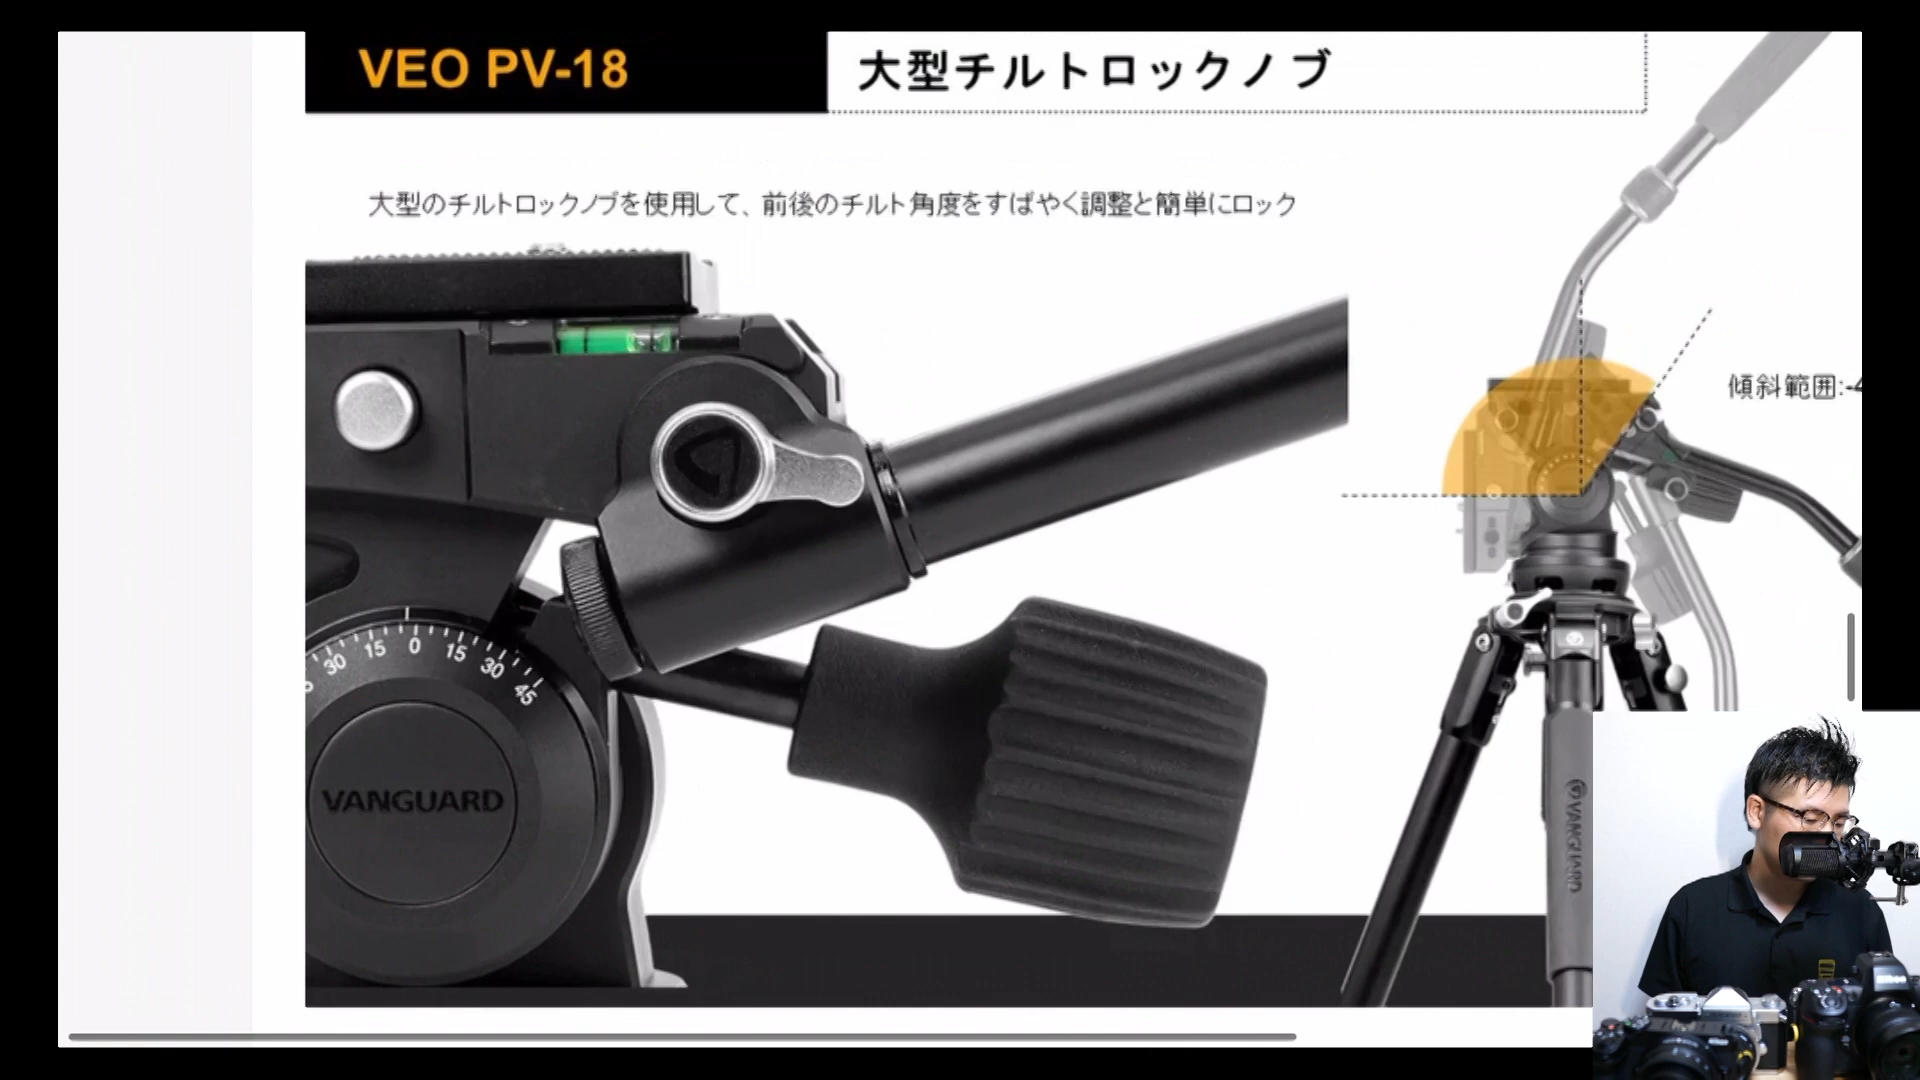 VEO PV-18
大型チルトロックノブ
大型のチルトロックノブを使用して、前後のチルト角度をすばやく調整と簡単にロック
傾斜範囲:-
30 15 0 15 30 45
VANGUARD
VANGUARD